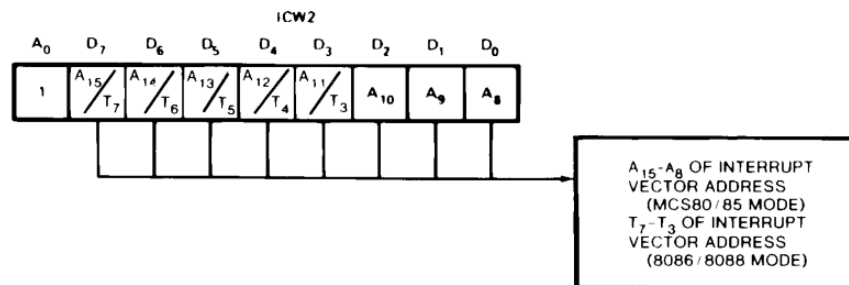 ICW2
A0 D7 D6 D5 D4 D3 D2 D1 D0
1 A15/T7 A14/T6 A13/T5 A12/T4 A11/T3 A10 A9 A8
A15-A8 OF INTERRUPT
VECTOR ADDRESS
(MCS80/85 MODE)
T7-T3 OF INTERRUPT
VECTOR ADDRESS
(8086/8088 MODE)